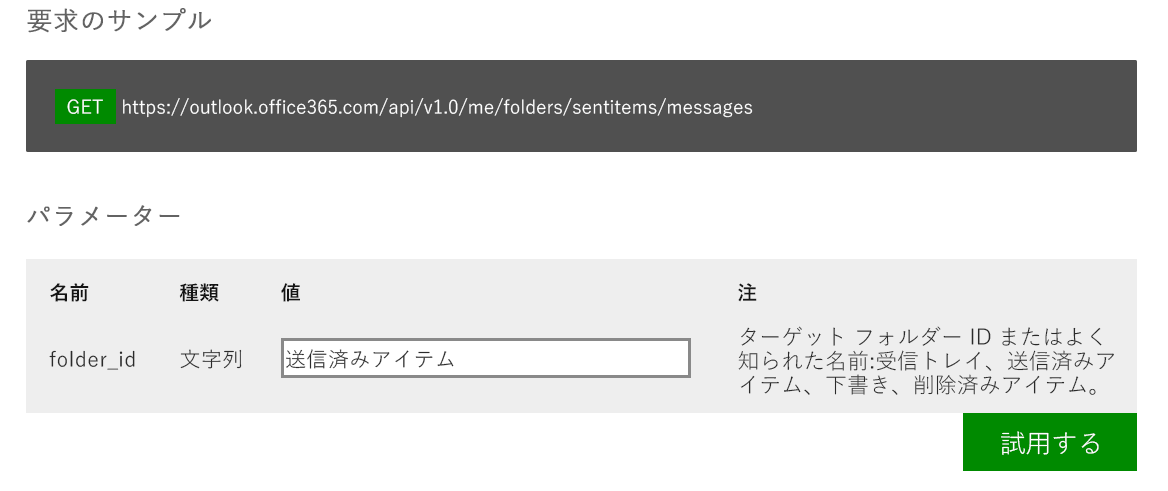 要求のサンプル
GET https://outlook.office365.com/api/v1.0/me/folders/sentitems/messages
パラメーター
名前 種類 値 注
folder_id 文字列 送信済みアイテム ターゲット フォルダー ID またはよく
知られた名前:受信トレイ、送信済みア
イテム、下書き、削除済みアイテム。
試用する